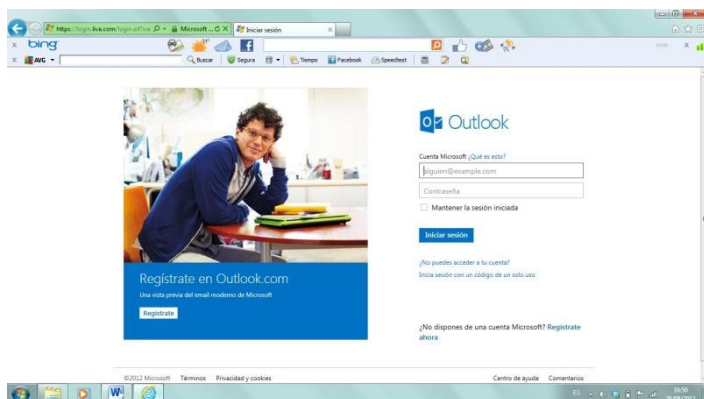 https://login.live.com/login.srf?
Microsoft ...
Iniciar sesión
bing
AVG
Buscar
Segura
Tiempo
Facebook
Speedtest
Outlook
Cuenta Microsoft ¿Qué es esto?
alguien@example.com
Contraseña
Mantener la sesión iniciada
Iniciar sesión
¿No puedes acceder a tu cuenta?
Inicia sesión con un código de un solo uso
Regístrate en Outlook.com
Una vista previa del email moderno de Microsoft
Regístrate
¿No dispones de una cuenta Microsoft? Regístrate
ahora
©2012 Microsoft Términos Privacidad y cookies
Centro de ayuda Comentarios
ES
16:50